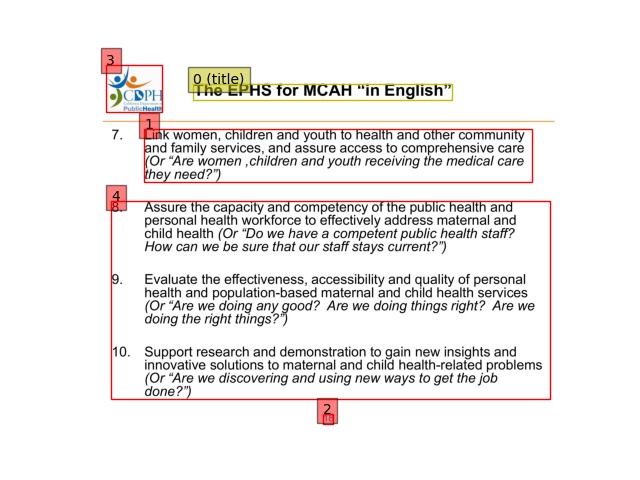 3
0 (title)
CDPH
PublicHealth
The EPHS for MCAH “in English”
1
7. Link women, children and youth to health and other community
and family services, and assure access to comprehensive care
(Or “Are women ,children and youth receiving the medical care
they need?”)
4
8. Assure the capacity and competency of the public health and
personal health workforce to effectively address maternal and
child health (Or “Do we have a competent public health staff?
How can we be sure that our staff stays current?”)
9. Evaluate the effectiveness, accessibility and quality of personal
health and population-based maternal and child health services
(Or “Are we doing any good? Are we doing things right? Are we
doing the right things?”)
10. Support research and demonstration to gain new insights and
innovative solutions to maternal and child health-related problems
(Or “Are we discovering and using new ways to get the job
done?”)
2